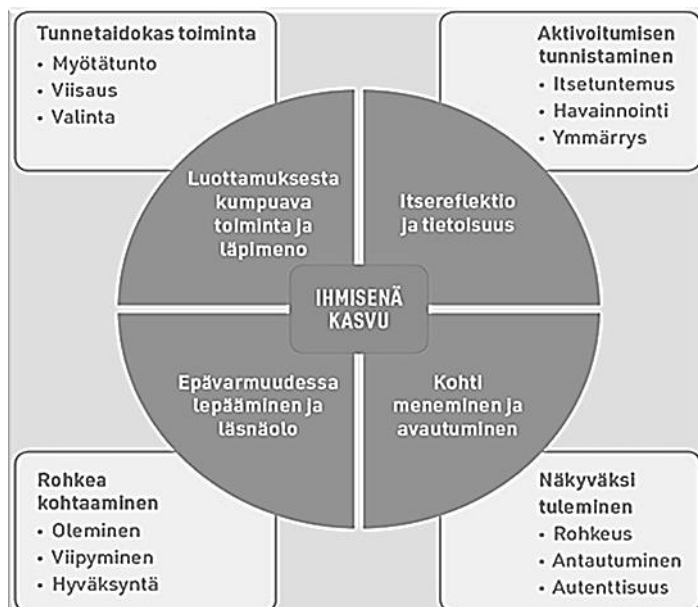 Tunnetaidokas toiminta
• Myötätunto
• Viisaus
• Valinta
Aktivoitumisen
tunnistaminen
• Itsetuntemus
• Havainnointi
• Ymmärrys
Luottamuksesta
kumpuava
toiminta ja
läpimeno
Itsereflektio
ja tietoisuus
IHMISENÄ
KASVU
Epävarmuudessa
lepääminen ja
läsnäolo
Kohti
meneminen ja
avautuminen
Rohkea
kohtaaminen
• Oleminen
• Viipyminen
• Hyväksyntä
Näkyväksi
tuleminen
• Rohkeus
• Antautuminen
• Autenttisuus